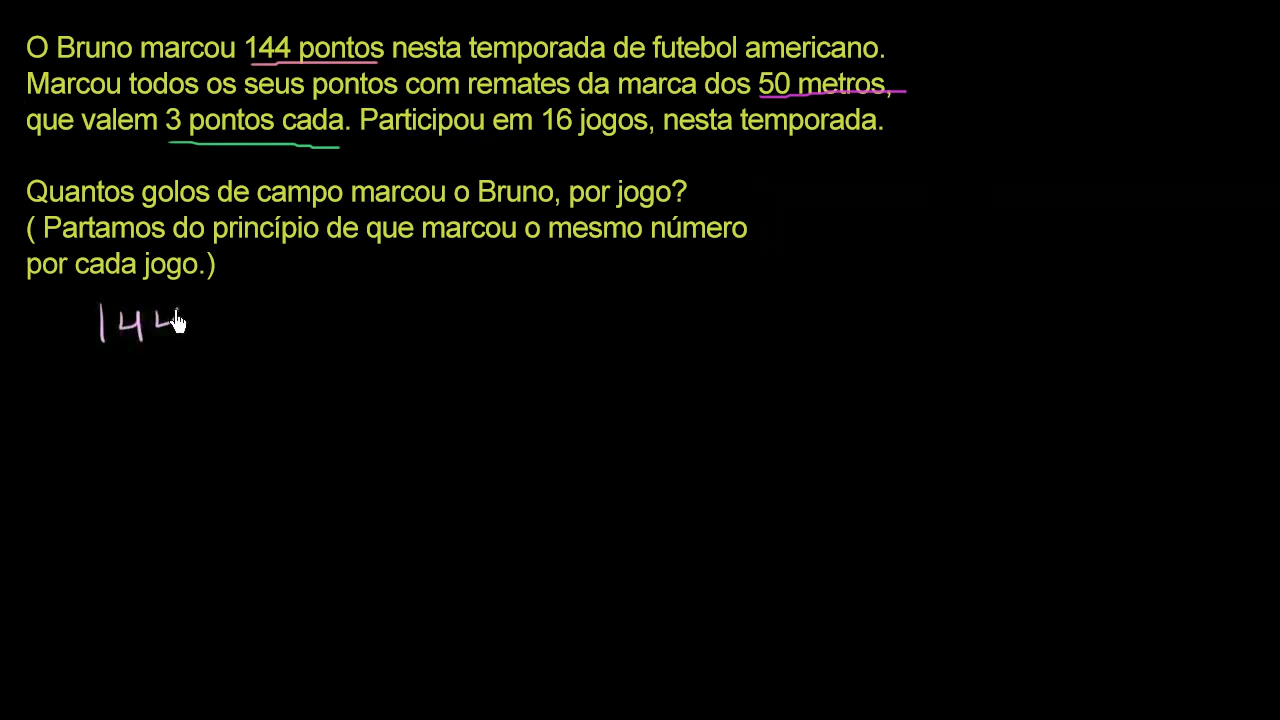 O Bruno marcou 144 pontos nesta temporada de futebol americano.
Marcou todos os seus pontos com remates da marca dos 50 metros,
que valem 3 pontos cada. Participou em 16 jogos, nesta temporada.
Quantos golos de campo marcou o Bruno, por jogo?
( Partamos do princípio de que marcou o mesmo número
por cada jogo.)
144